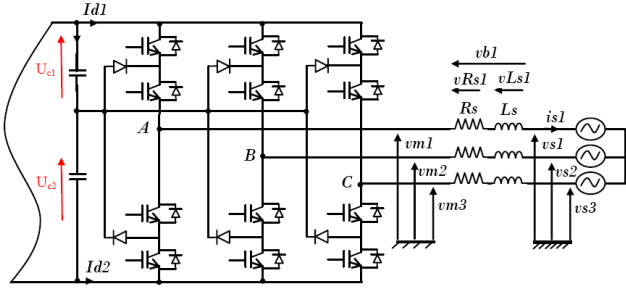 Id1
vb1
vRs1 vLs1
Uc1
Rs Ls
is1
A
vm1 vs1
B
vm2 vs2
Uc2
C
vm3 vs3
Id2